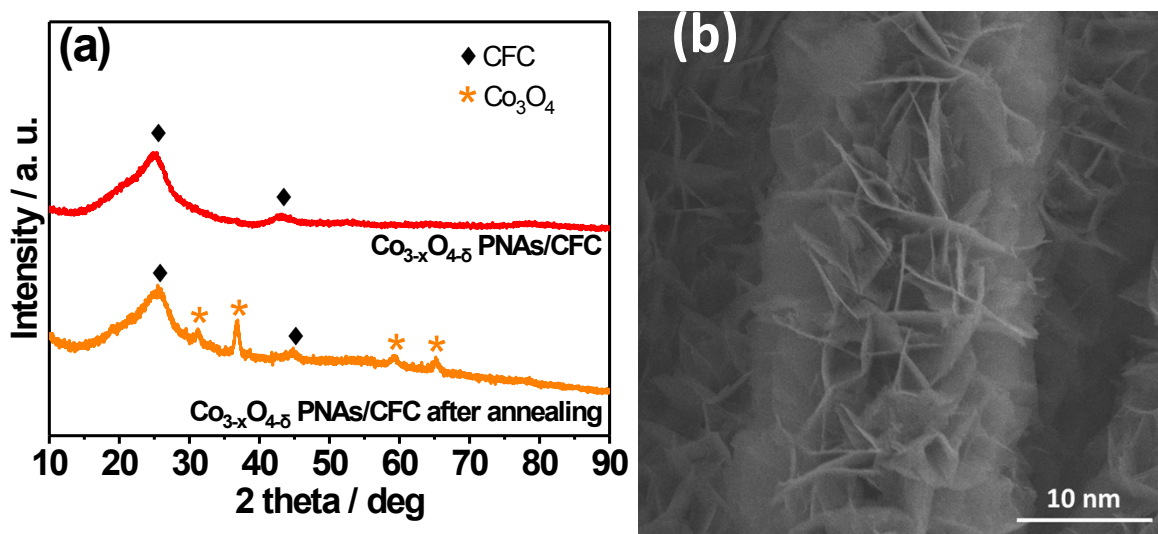 (a)
◆ CFC
* Co₃O₄
Intensity / a. u.
Co₃₋ₓO₄₋δ PNAs/CFC
Co₃₋ₓO₄₋δ PNAs/CFC after annealing
10 20 30 40 50 60 70 80 90
2 theta / deg
(b)
10 nm